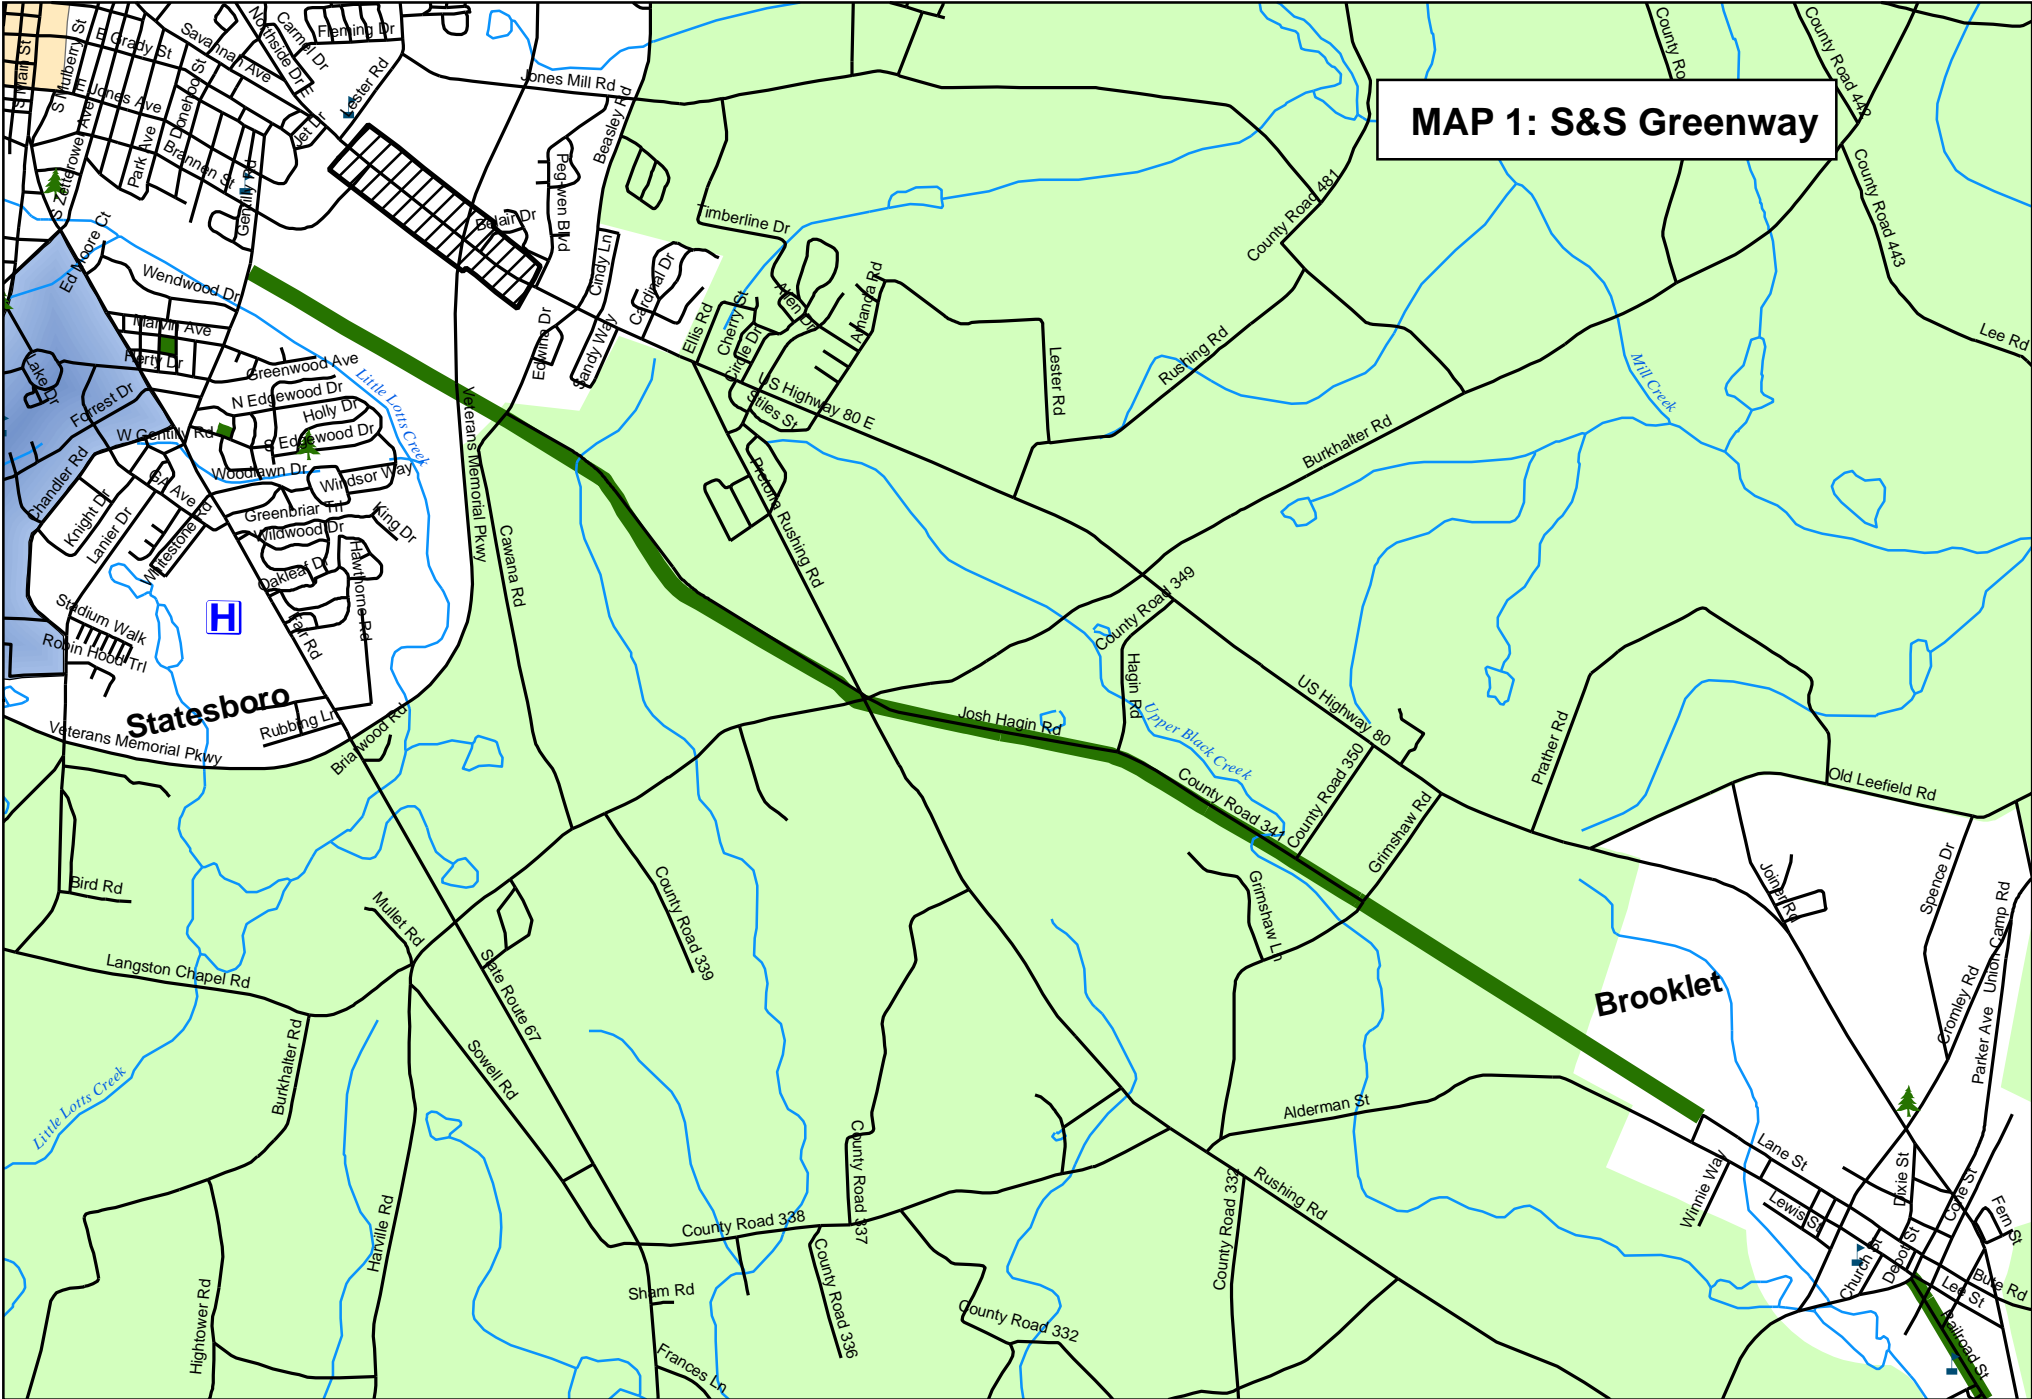 MAP 1: S&S Greenway
S Main St
S Mulberry St
E Grady St
Savannah Ave
Northside Dr E
Carmel Dr
Fleming Dr
Lester Rd
Jones Mill Rd
Beasley Rd
Jones Ave
Donehoo St
Jet Dr
Park Ave
Brannen St
S Zetterower Ave
Gentilly Rd
Ed Moore Ct
Wendwood Dr
Belair Dr
Pegwen Blvd
Cindy Ln
Cardinal Dr
Timberline Dr
County Road 481
County Ro
County Road 442
County Road 443
Lee Rd
Marvin Ave
Herty Dr
Greenwood Ave
Little Lotts Creek
Lake Dr
Forrest Dr
N Edgewood Dr
Holly Dr
W Gentilly Rd
S Edgewood Dr
Woodlawn Dr
Windsor Way
Chandler Rd
GA Ave
Knight Dr
Lanier Dr
Whitestone Rd
Greenbriar Trl
Wildwood Dr
King Dr
Oakleaf Dr
Hawthorne Rd
Fair Rd
Stadium Walk
Robin Hood Trl
H
Statesboro
Rubbing Ln
Briarwood Rd
Veterans Memorial Pkwy
Veterans Memorial Pkwy
Cawana Rd
Edwina Dr
Sandy Way
Ellis Rd
Cherry St
Circle Dr
Allen Dr
Amanda Rd
US Highway 80 E
Stiles St
Pretoria Rushing Rd
Lester Rd
Rushing Rd
Burkhalter Rd
Mill Creek
County Road 349
Hagin Rd
Josh Hagin Rd
Upper Black Creek
US Highway 80
County Road 350
County Road 341
Grimshaw Rd
Grimshaw Ln
Prather Rd
Old Leefield Rd
Joiner Rd
Spence Dr
Union Camp Rd
Cromley Rd
Parker Ave
Brooklet
Bird Rd
Mullet Rd
Langston Chapel Rd
State Route 67
County Road 339
Burkhalter Rd
Sowell Rd
Little Lotts Creek
Harville Rd
Hightower Rd
County Road 338
County Road 337
County Road 336
Sham Rd
Frances Ln
County Road 332
County Road 332
Rushing Rd
Alderman St
Lane St
Winnie Way
Lewis St
Dixie St
Cone St
Fern St
Church St
Depot St
Lee St
Bute Rd
Railroad St